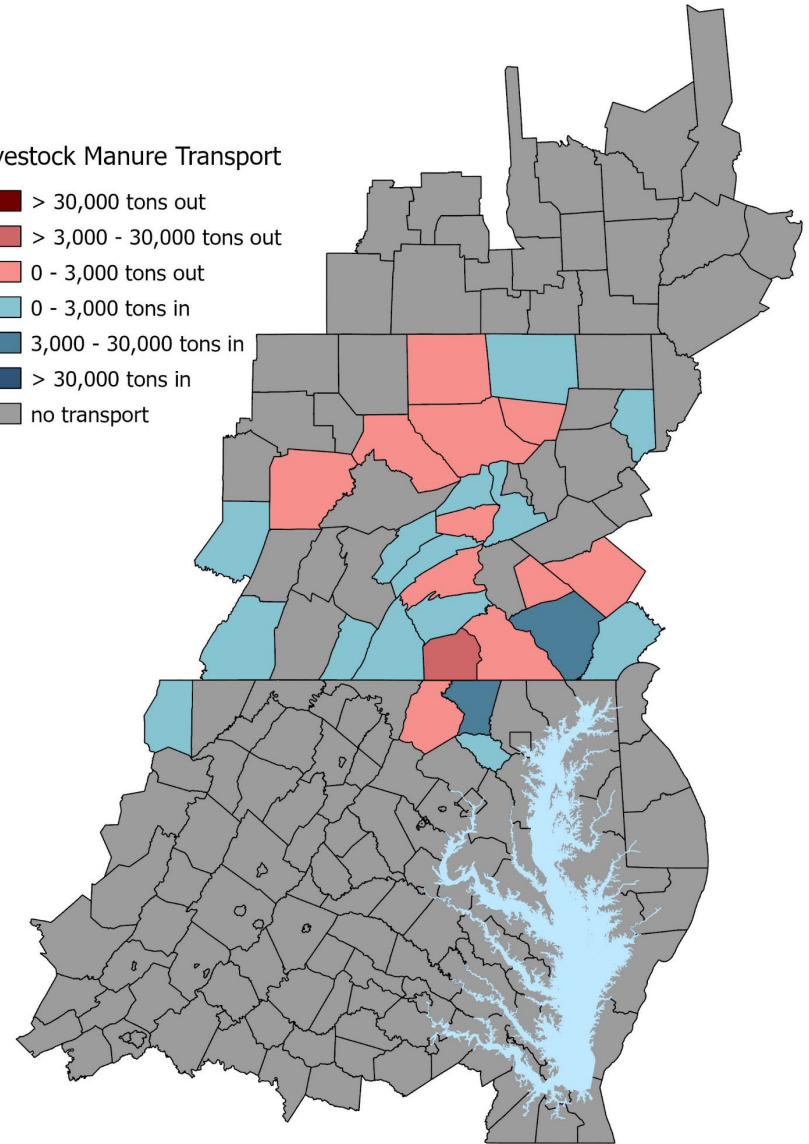 vestock Manure Transport
> 30,000 tons out
> 3,000 - 30,000 tons out
0 - 3,000 tons out
0 - 3,000 tons in
3,000 - 30,000 tons in
> 30,000 tons in
no transport